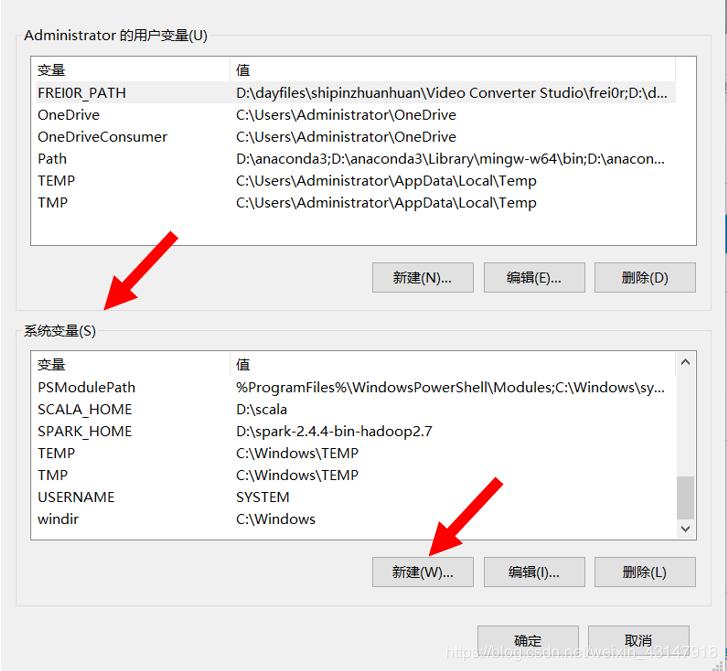 Administrator 的用户变量(U)
变量 值
FREI0R_PATH D:\dayfiles\shipinzhuanhuan\Video Converter Studio\frei0r;D:\d...
OneDrive C:\Users\Administrator\OneDrive
OneDriveConsumer C:\Users\Administrator\OneDrive
Path D:\anaconda3;D:\anaconda3\Library\mingw-w64\bin;D:\anacon...
TEMP C:\Users\Administrator\AppData\Local\Temp
TMP C:\Users\Administrator\AppData\Local\Temp
新建(N)... 编辑(E)... 删除(D)
系统变量(S)
变量 值
PSModulePath %ProgramFiles%\WindowsPowerShell\Modules;C:\Windows\sy...
SCALA_HOME D:\scala
SPARK_HOME D:\spark-2.4.4-bin-hadoop2.7
TEMP C:\Windows\TEMP
TMP C:\Windows\TEMP
USERNAME SYSTEM
windir C:\Windows
新建(W)... 编辑(I)... 删除(L)
确定 取消
https://blog.csdn.net/weixin_43147918